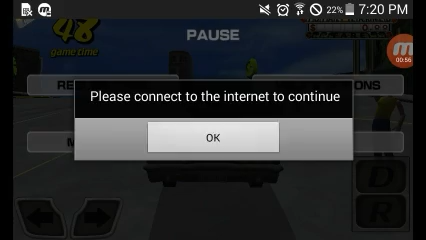 22% 7:20 PM
48
game time
PAUSE
00:56
Please connect to the internet to continue
OK
D
R